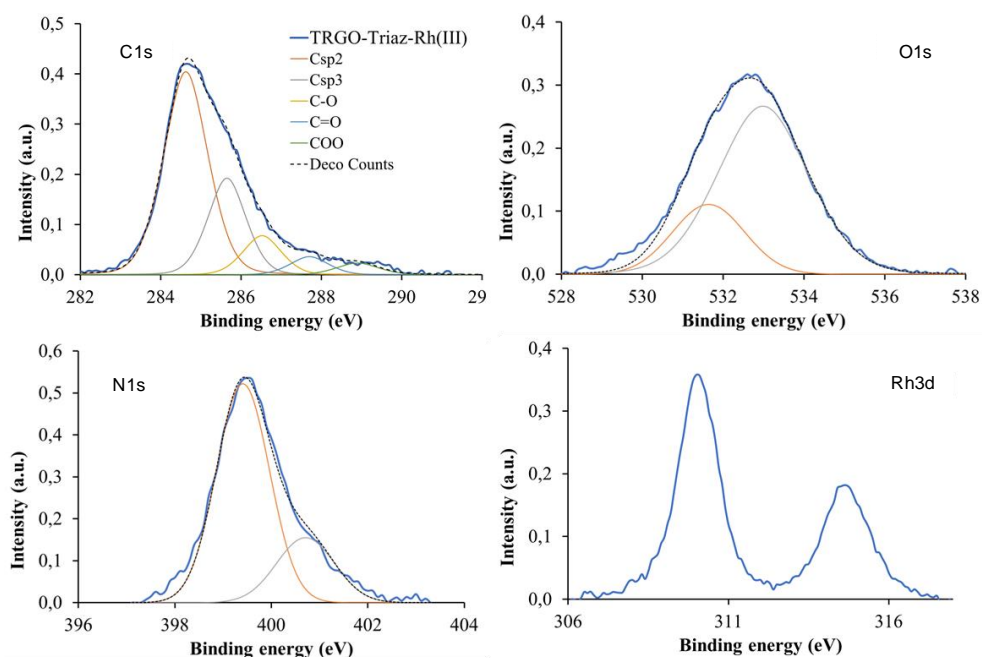 C1s
TRGO-Triaz-Rh(III)
Csp2
Csp3
C-O
C=O
COO
Deco Counts
0,5
0,4
0,3
0,2
0,1
0,0
282 284 286 288 290 29
Intensity (a.u.)
Binding energy (eV)
O1s
0,4
0,3
0,2
0,1
0,0
528 530 532 534 536 538
Intensity (a.u.)
Binding energy (eV)
N1s
0,6
0,5
0,4
0,3
0,2
0,1
0,0
396 398 400 402 404
Intensity (a.u.)
Binding energy (eV)
Rh3d
0,4
0,3
0,2
0,1
0,0
306 311 316
Intensity (a.u.)
Binding energy (eV)